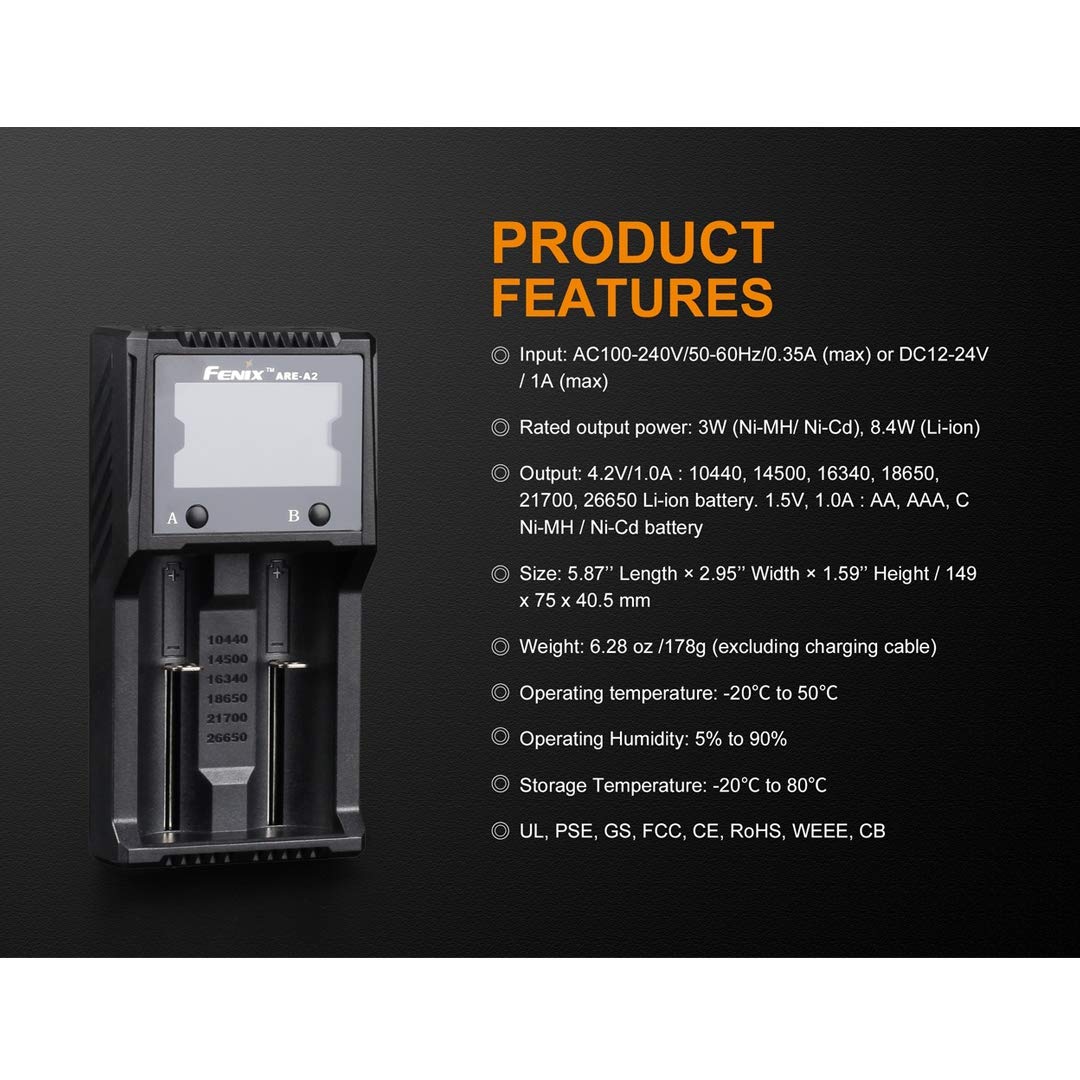 PRODUCT
FEATURES
◎ Input: AC100-240V/50-60Hz/0.35A (max) or DC12-24V
/ 1A (max)
◎ Rated output power: 3W (Ni-MH/ Ni-Cd), 8.4W (Li-ion)
◎ Output: 4.2V/1.0A : 10440, 14500, 16340, 18650,
21700, 26650 Li-ion battery. 1.5V, 1.0A : AA, AAA, C
Ni-MH / Ni-Cd battery
◎ Size: 5.87’’ Length × 2.95’’ Width × 1.59’’ Height / 149
x 75 x 40.5 mm
◎ Weight: 6.28 oz /178g (excluding charging cable)
◎ Operating temperature: -20℃ to 50℃
◎ Operating Humidity: 5% to 90%
◎ Storage Temperature: -20℃ to 80℃
◎ UL, PSE, GS, FCC, CE, RoHS, WEEE, CB
FENIX™ ARE-A2
A B
+ +
10440
14500
16340
18650
21700
26650